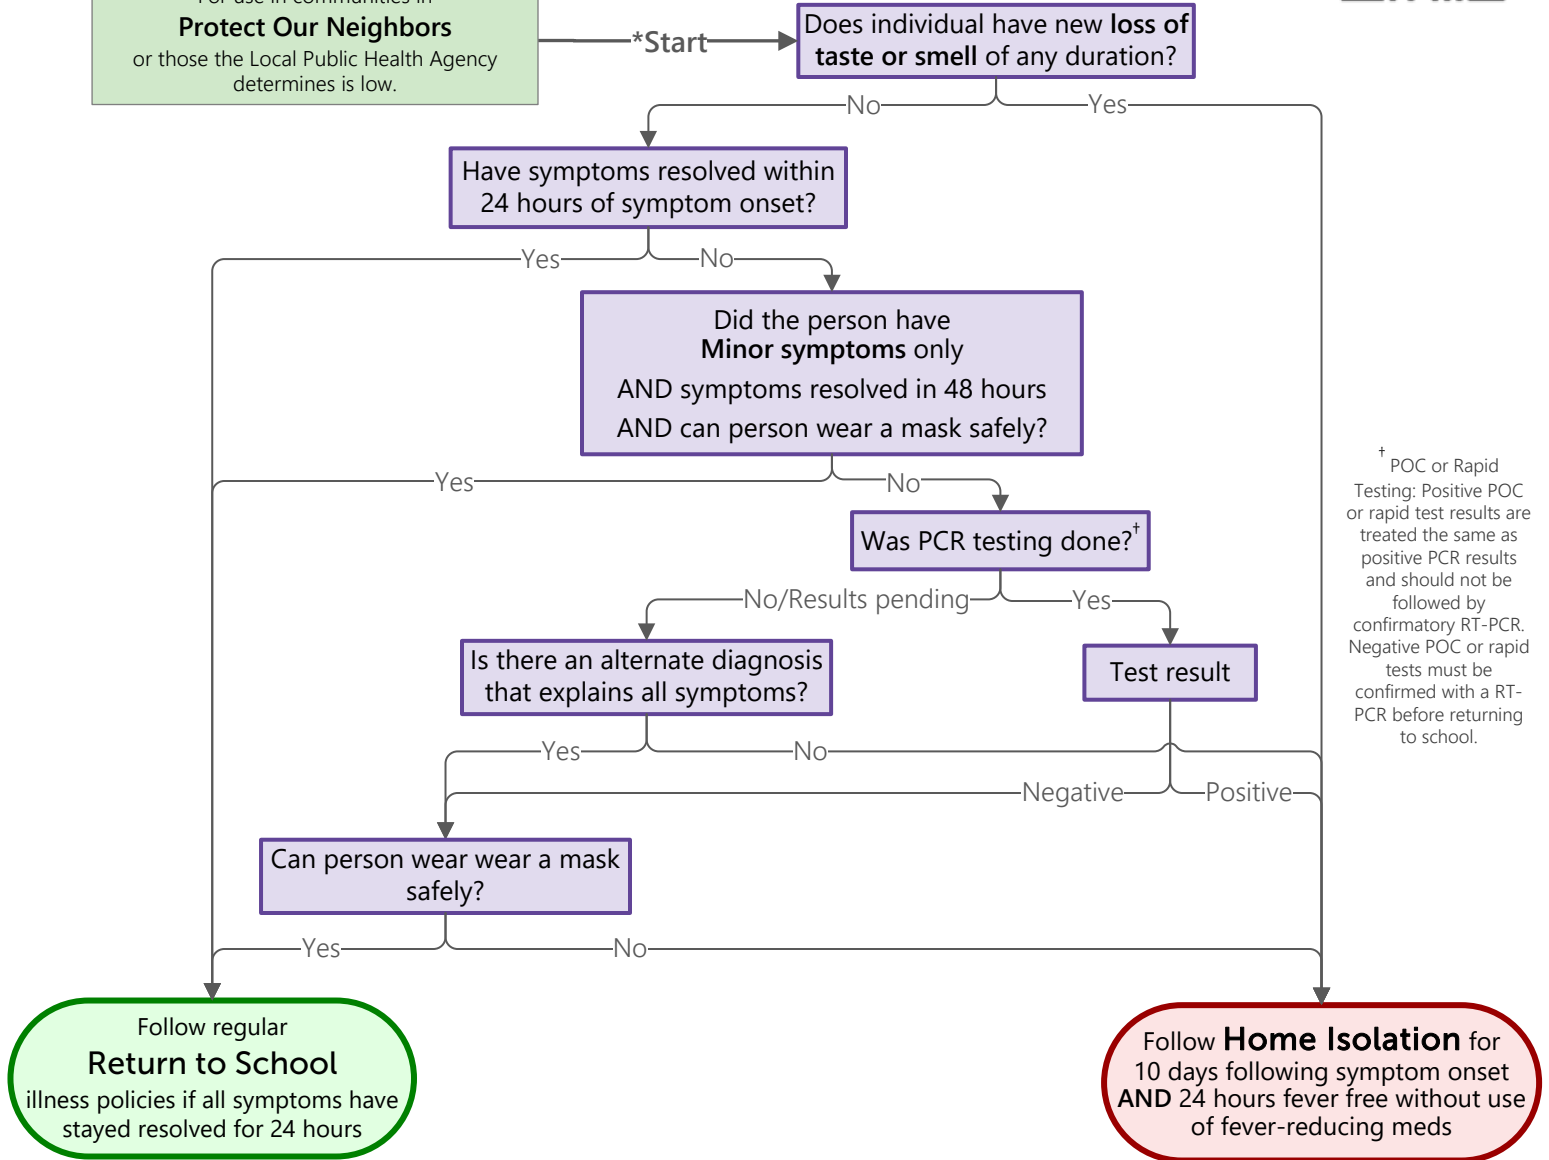 For use in communities in
Protect Our Neighbors
or those the Local Public Health Agency
determines is low.
*Start
Does individual have new loss of
taste or smell of any duration?
No
Yes
Have symptoms resolved within
24 hours of symptom onset?
Yes
No
Did the person have
Minor symptoms only
AND symptoms resolved in 48 hours
AND can person wear a mask safely?
Yes
No
Was PCR testing done?†
No/Results pending
Yes
Is there an alternate diagnosis
that explains all symptoms?
Test result
Yes
No
Negative
Positive
Can person wear wear a mask
safely?
Yes
No
† POC or Rapid
Testing: Positive POC
or rapid test results are
treated the same as
positive PCR results
and should not be
followed by
confirmatory RT-PCR.
Negative POC or rapid
tests must be
confirmed with a RT-
PCR before returning
to school.
Follow regular
Return to School
illness policies if all symptoms have
stayed resolved for 24 hours
Follow Home Isolation for
10 days following symptom onset
AND 24 hours fever free without use
of fever-reducing meds